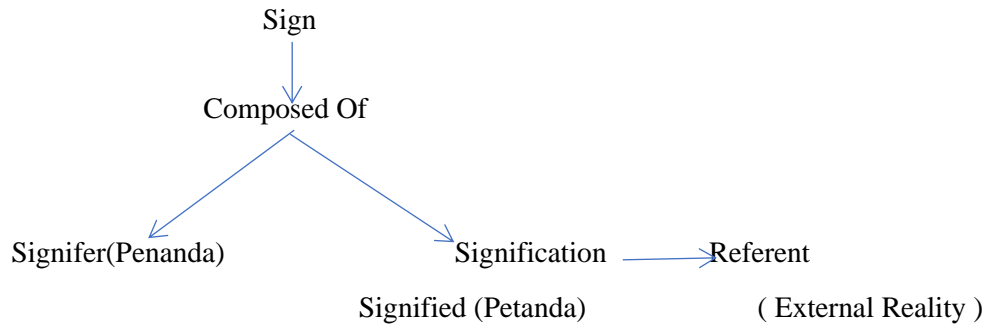 Sign
Composed Of
Signifer(Penanda) Signification Referent
Signified (Petanda) ( External Reality )